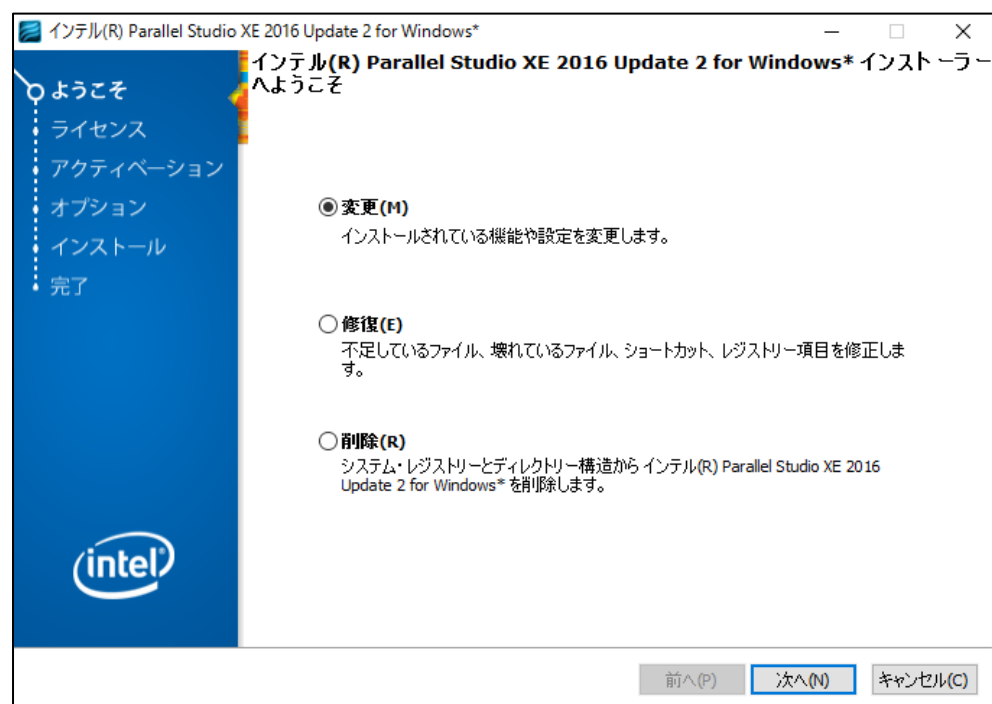 インテル(R) Parallel Studio XE 2016 Update 2 for Windows*
インテル(R) Parallel Studio XE 2016 Update 2 for Windows* インストーラー
へようこそ
ようこそ
ライセンス
アクティベーション
オプション
インストール
完了
変更(M)
インストールされている機能や設定を変更します。
修復(E)
不足しているファイル、壊れているファイル、ショートカット、レジストリー項目を修正しま
す。
削除(R)
システム・レジストリーとディレクトリー構造から インテル(R) Parallel Studio XE 2016
Update 2 for Windows* を削除します。
intel
前へ(P)
次へ(N)
キャンセル(C)